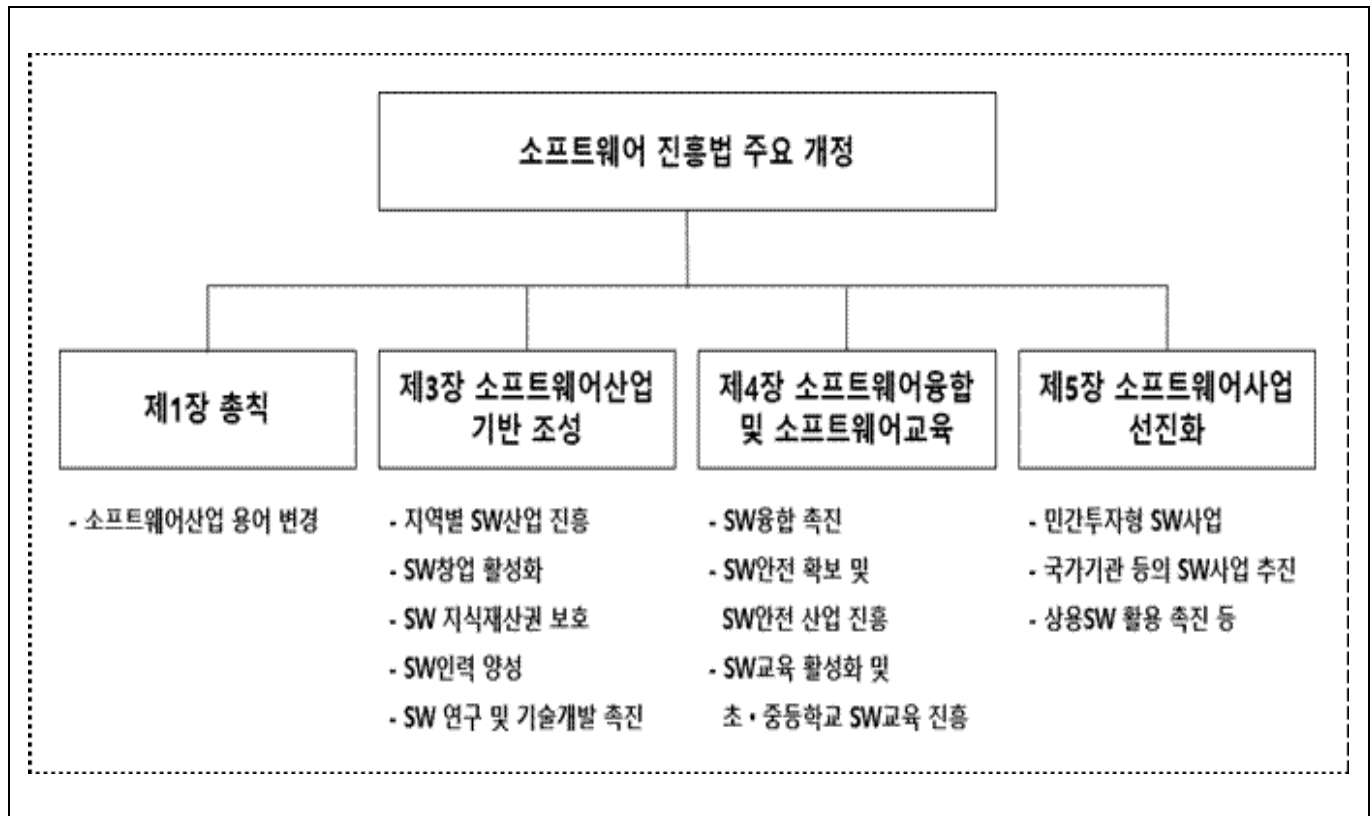 소프트웨어 진흥법 주요 개정
제1장 총칙
- 소프트웨어산업 용어 변경
제3장 소프트웨어산업
기반 조성
- 지역별 SW산업 진흥
- SW창업 활성화
- SW 지식재산권 보호
- SW인력 양성
- SW 연구 및 기술개발 촉진
제4장 소프트웨어융합
및 소프트웨어교육
- SW융합 촉진
- SW안전 확보 및
SW안전 산업 진흥
- SW교육 활성화 및
초・중등학교 SW교육 진흥
제5장 소프트웨어사업
선진화
- 민간투자형 SW사업
- 국가기관 등의 SW사업 추진
- 상용SW 활용 촉진 등